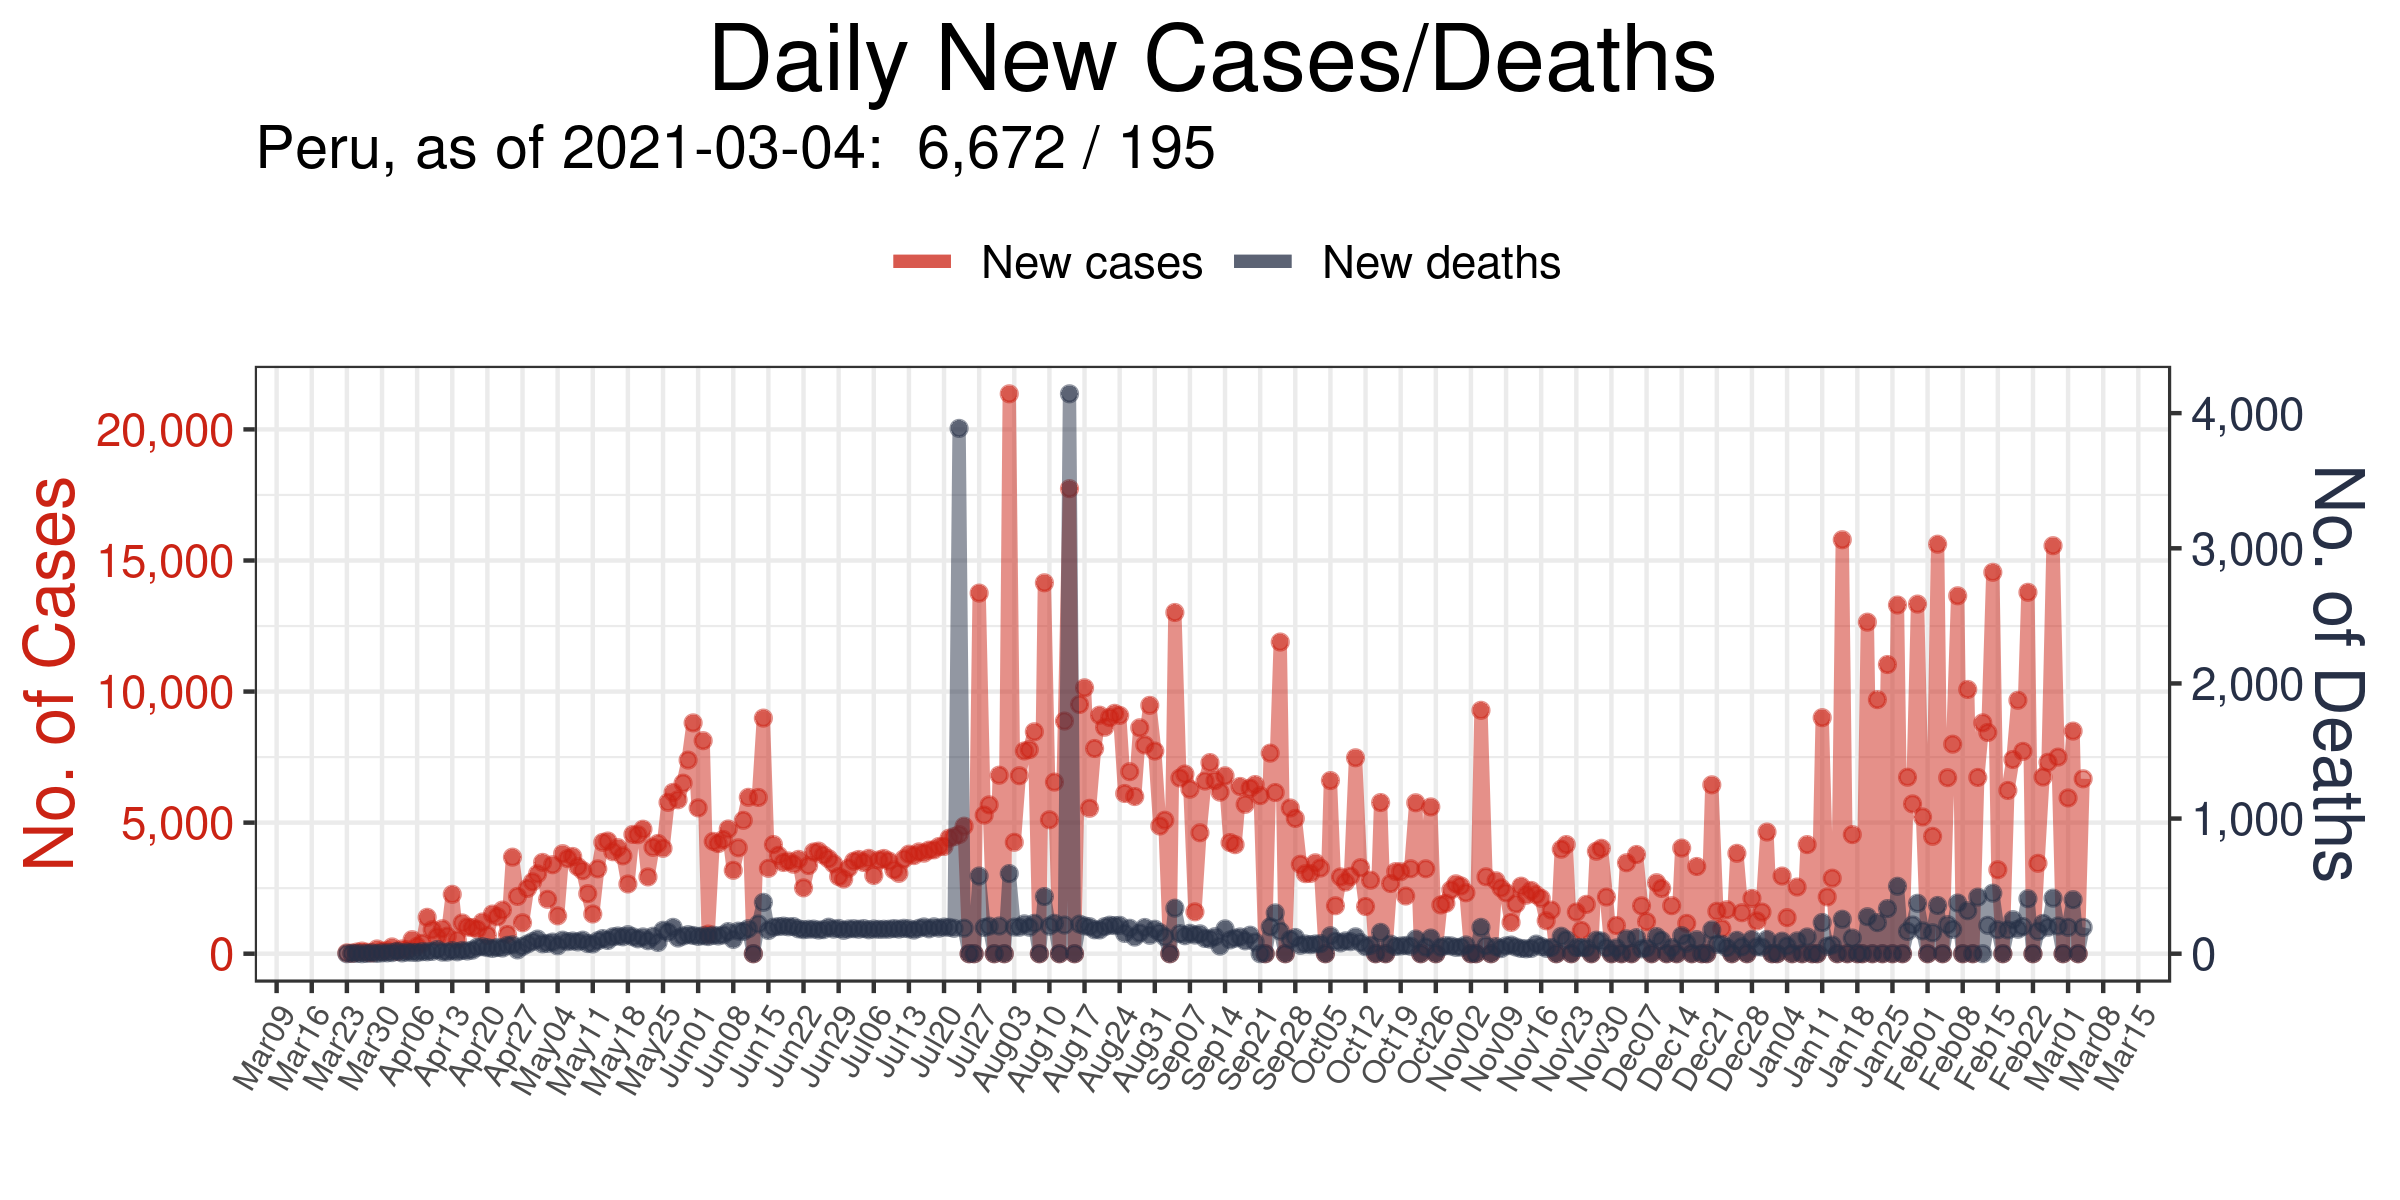 Daily New Cases/Deaths
Peru, as of 2021-03-04:  6,672 / 195
New cases New deaths
No. of Cases
20,000
15,000
10,000
5,000
0
4,000
3,000
2,000
1,000
0
No. of Deaths
Mar09 Mar16 Mar23 Mar30 Apr06 Apr13 Apr20 Apr27 May04 May11 May18 May25 Jun01 Jun08 Jun15 Jun22 Jun29 Jul06 Jul13 Jul20 Jul27 Aug03 Aug10 Aug17 Aug24 Aug31 Sep07 Sep14 Sep21 Sep28 Oct05 Oct12 Oct19 Oct26 Nov02 Nov09 Nov16 Nov23 Nov30 Dec07 Dec14 Dec21 Dec28 Jan04 Jan11 Jan18 Jan25 Feb01 Feb08 Feb15 Feb22 Mar01 Mar08 Mar15